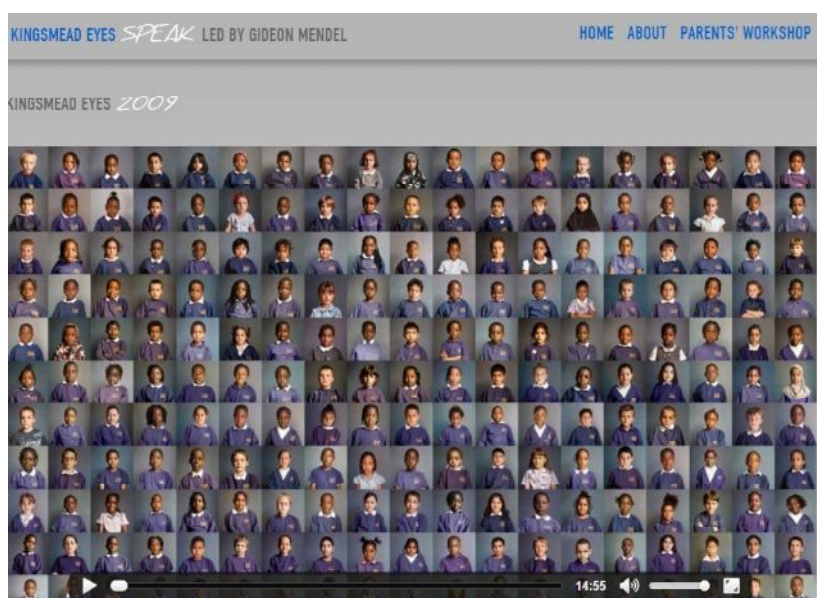 KINGSMEAD EYES SPEAK LED BY GIDEON MENDEL HOME ABOUT PARENTS' WORKSHOP
KINGSMEAD EYES 2009
14:55